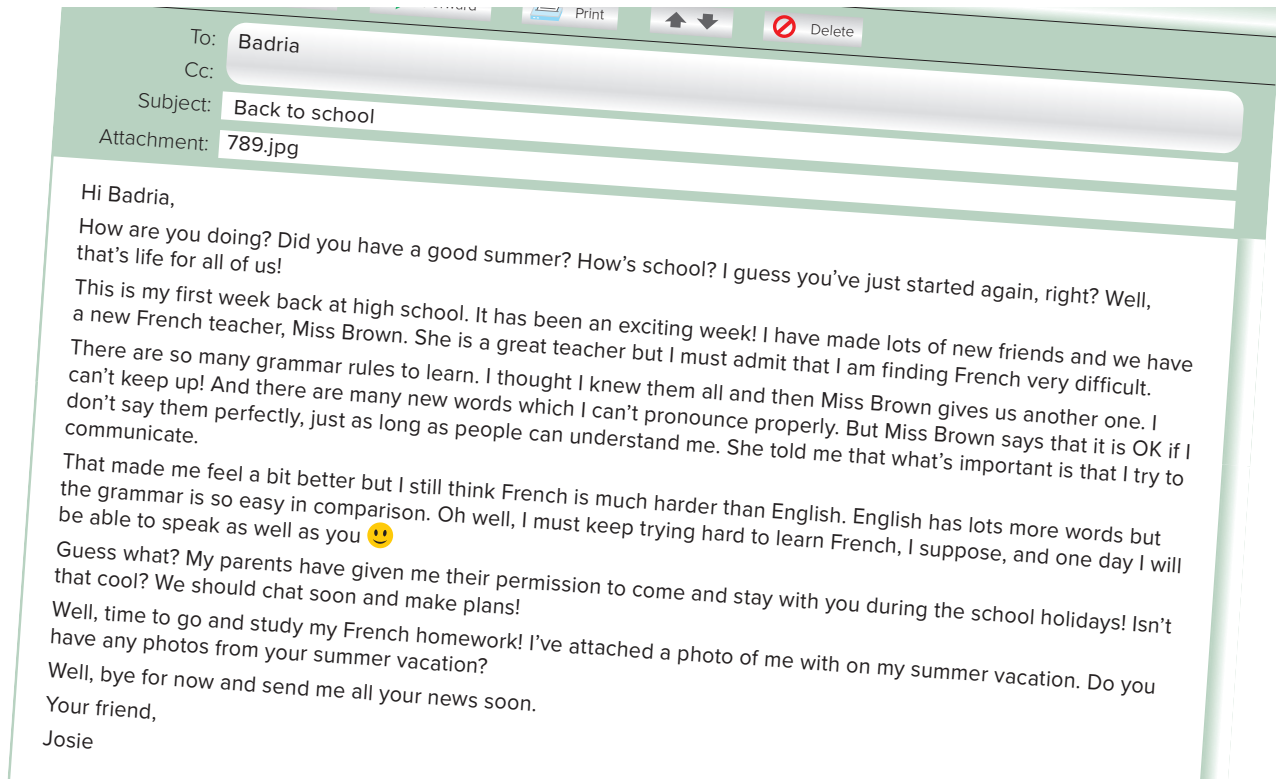 Print
Delete
To: Badria
Cc:
Subject: Back to school
Attachment: 789.jpg
Hi Badria,
How are you doing? Did you have a good summer? How's school? I guess you've just started again, right? Well,
that's life for all of us!
This is my first week back at high school. It has been an exciting week! I have made lots of new friends and we have
a new French teacher, Miss Brown. She is a great teacher but I must admit that I am finding French very difficult.
There are so many grammar rules to learn. I thought I knew them all and then Miss Brown gives us another one. I
can't keep up! And there are many new words which I can't pronounce properly. But Miss Brown says that it is OK if I
don't say them perfectly, just as long as people can understand me. She told me that what's important is that I try to
communicate.
That made me feel a bit better but I still think French is much harder than English. English has lots more words but
the grammar is so easy in comparison. Oh well, I must keep trying hard to learn French, I suppose, and one day I will
be able to speak as well as you 🙂
Guess what? My parents have given me their permission to come and stay with you during the school holidays! Isn't
that cool? We should chat soon and make plans!
Well, time to go and study my French homework! I've attached a photo of me with on my summer vacation. Do you
have any photos from your summer vacation?
Well, bye for now and send me all your news soon.
Your friend,
Josie